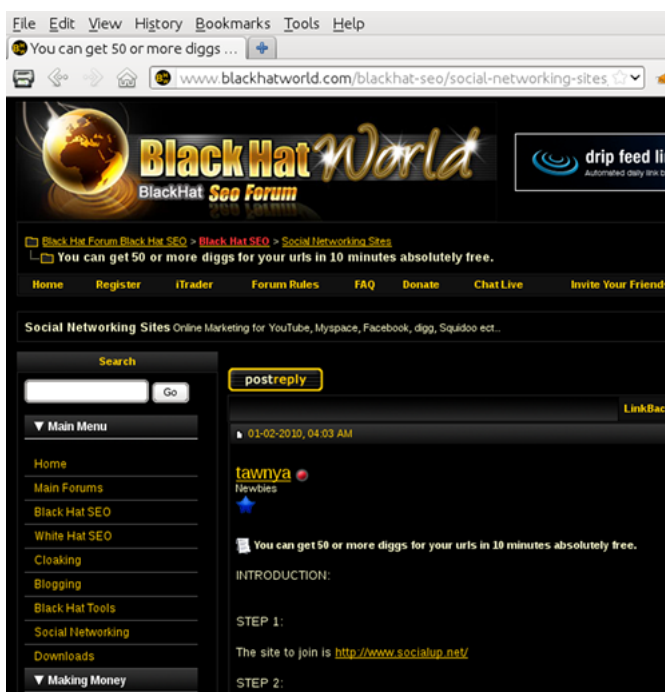 File Edit View History Bookmarks Tools Help
You can get 50 or more diggs ...
www.blackhatworld.com/blackhat-seo/social-networking-sites
BlackHat World
BlackHat Seo Forum
drip feed li
Automated daily link b
Black Hat Forum Black Hat SEO > Black Hat SEO > Social Networking Sites
You can get 50 or more diggs for your urls in 10 minutes absolutely free.
Home Register iTrader Forum Rules FAQ Donate Chat Live Invite Your Friend
Social Networking Sites Online Marketing for YouTube, Myspace, Facebook, digg, Squidoo ect..
Search
Go
postreply
LinkBac
▼ Main Menu
01-02-2010, 04:03 AM
Home
Main Forums
Black Hat SEO
White Hat SEO
Cloaking
Blogging
Black Hat Tools
Social Networking
Downloads
▼ Making Money
tawnya
Newbies
You can get 50 or more diggs for your urls in 10 minutes absolutely free.
INTRODUCTION:
STEP 1:
The site to join is http://www.socialup.net/
STEP 2: